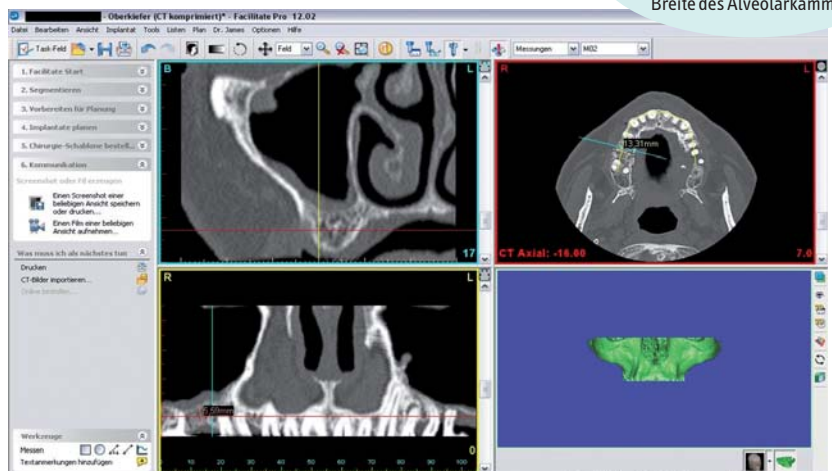 Breite des Alveolarkamm
- Oberkiefer (CT komprimiert)* - Facilitate Pro 12.02
Datei Bearbeiten Ansicht Implantat Tools Listen Plan Dr. James Optionen Hilfe
Task-Feld
Feld
Messungen
M02
1. Facilitate Start
2. Segmentieren
3. Vorbereiten für Planung
4. Implantate planen
5. Chirurgie-Schablone bestell...
6. Kommunikation
Screenshot oder Film erzeugen
Einen Screenshot einer
beliebigen Ansicht speichern
oder drucken...
Einen Film einer beliebigen
Ansicht aufnehmen...
Was muss ich als nächstes tun
Drucken
CT-Bilder importieren...
Online bestellen...
Werkzeuge
Messen
Textanmerkungen hinzufügen
B
L
17
R
L
13.31mm
CT Axial: -16.00
7.0
R
L
5.59mm
0
10 20 30 40 50 60 70 80 90 100